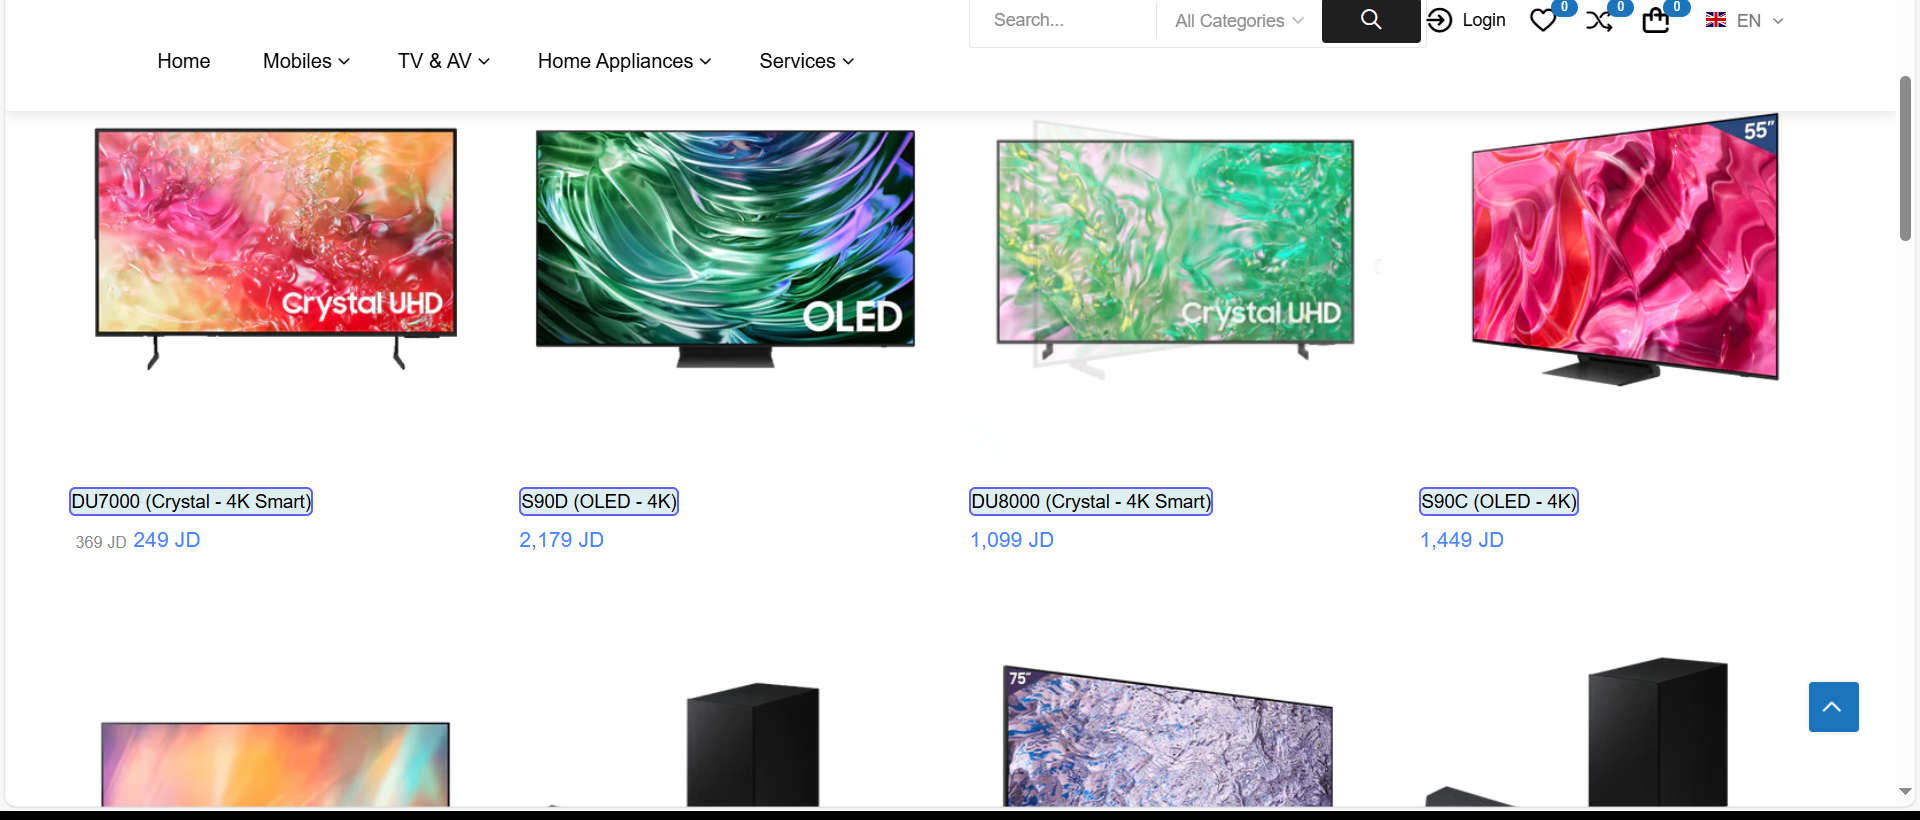 Search...
All Categories
0
0
0
Login
EN
Home
Mobiles
TV & AV
Home Appliances
Services
Crystal UHD
OLED
Crystal UHD
55"
DU7000 (Crystal - 4K Smart)
369 JD 249 JD
S90D (OLED - 4K)
2,179 JD
DU8000 (Crystal - 4K Smart)
1,099 JD
S90C (OLED - 4K)
1,449 JD
75"